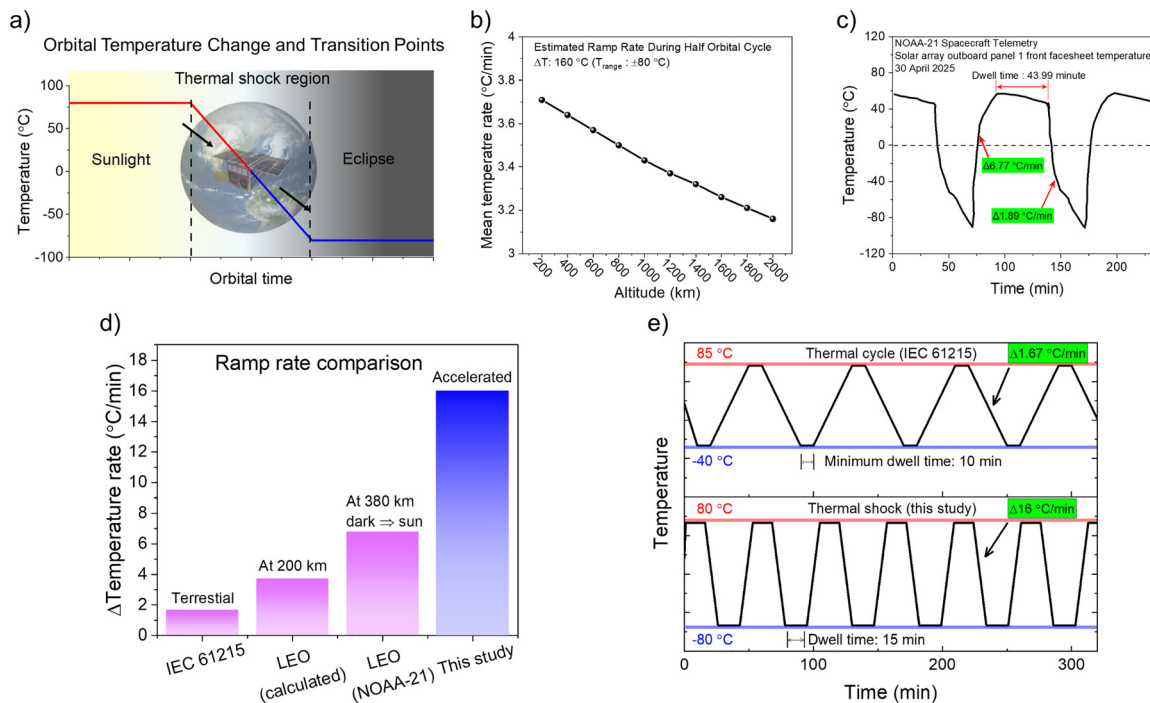 a)
Orbital Temperature Change and Transition Points
Thermal shock region
Temperature (°C)
100
50
0
-50
-100
Sunlight
Eclipse
Orbital time
b)
Estimated Ramp Rate During Half Orbital Cycle
ΔT: 160 °C (Trange : ±80 °C)
Mean temperatre rate (°C/min)
4
3.8
3.6
3.4
3.2
3
200
400
600
800
1000
1200
1400
1600
1800
2000
Altitude (km)
c)
NOAA-21 Spacecraft Telemetry
Solar array outboard panel 1 front facesheet temperature
30 April 2025
Dwell time : 43.99 minute
Temperature (°C)
120
80
40
0
-40
-80
-120
Δ6.77 °C/min
Δ1.89 °C/min
0
50
100
150
200
Time (min)
d)
Ramp rate comparison
ΔTemperature rate (°C/min)
18
16
14
12
10
8
6
4
2
0
Terrestial
At 200 km
At 380 km
dark ⇒ sun
Accelerated
IEC 61215
LEO
(calculated)
LEO
(NOAA-21)
This study
e)
85 °C
Thermal cycle (IEC 61215)
Δ1.67 °C/min
-40 °C
Minimum dwell time: 10 min
Temperature
80 °C
Thermal shock (this study)
Δ16 °C/min
-80 °C
Dwell time: 15 min
0
100
200
300
Time (min)